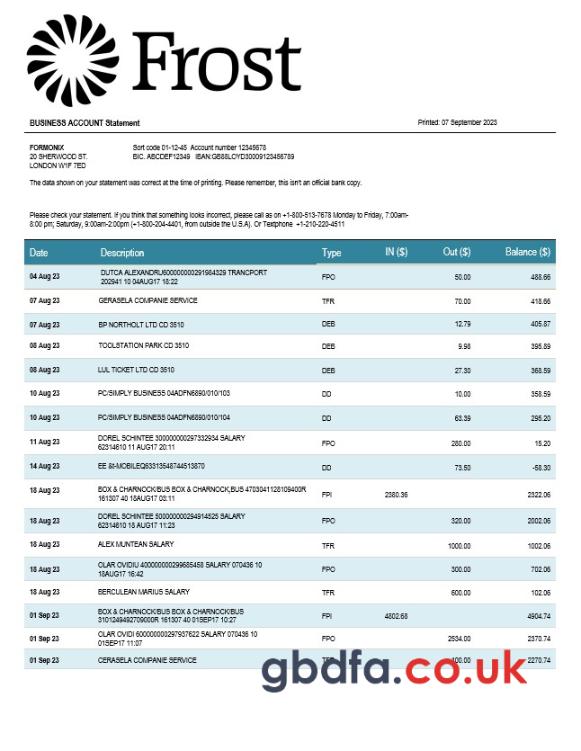 Frost
BUSINESS ACCOUNT Statement Printed: 07 September 2023
FORMONIX Sort code 01-12-45 Account number 12345678
20 SHERWOOD ST. BIC. ABCDEF12349 IBAN:GB88LCYD30009123456789
LONDON W1F 7ED
The data shown on your statement was correct at the time of printing. Please remember, this isn't an official bank copy.
Please check your statement. If you think that something looks incorrect, please call as on +1-800-513-7678 Monday to Friday, 7:00am-
8:00 pm; Saturday, 9:00am-2:00pm (+1-800-204-4401, from outside the U.S.A). Or Textphone +1-210-220-4511
Date Description Type IN ($) Out ($) Balance ($)
04 Aug 23 DUTCA ALEXANDRU600000000291984329 TRANCPORT FPO 50.00 488.66
202941 10 04AUG17 18:22
07 Aug 23 GERASELA COMPANIE SERVICE TFR 70.00 418.66
07 Aug 23 BP NORTHOLT LTD CD 3510 DEB 12.79 405.87
08 Aug 23 TOOLSTATION PARK CD 3510 DEB 9.98 395.89
08 Aug 23 LUL TICKET LTD CD 3510 DEB 27.30 368.59
10 Aug 23 PC/SIMPLY BUSINESS 04ADFN6890/010/103 DD 10.00 358.59
10 Aug 23 PC/SIMPLY BUSINESS 04ADFN6890/010/104 DD 63.39 295.20
11 Aug 23 DOREL SCHINTEE 300000000297332934 SALARY FPO 280.00 15.20
62314610 11 AUG17 20:11
14 Aug 23 EE &t-MOBILEQ63313548744513870 DD 73.50 -58.30
18 Aug 23 BOX & CHARNOCK/BUS BOX & CHARNOCK,BUS 4703041128109400R FPI 2380.36 2322.06
161307 40 18AUG17 03:11
18 Aug 23 DOREL SCHINTEE 500000000294914525 SALARY FPO 320.00 2002.06
62314610 18 AUG17 11:23
18 Aug 23 ALEX MUNTEAN SALARY TFR 1000.00 1002.06
18 Aug 23 OLAR OVIDIU 400000000299685458 SALARY 070436 10 FPO 300.00 702.06
18AUG17 16:42
18 Aug 23 BERCULEAN MARIUS SALARY TFR 600.00 102.06
01 Sep 23 BOX & CHARNOCK/BUS BOX & CHARNOCK/BUS FPI 4802.68 4904.74
3101249492709000R 161307 40 01SEP17 10:27
01 Sep 23 CLAR OVIDI 600000000297937622 SALARY 070436 10 FPO 2534.00 2370.74
01SEP17 11:07
01 Sep 23 CERASELA COMPANIE SERVICE TFR 100.00 2270.74
gbdfa.co.uk